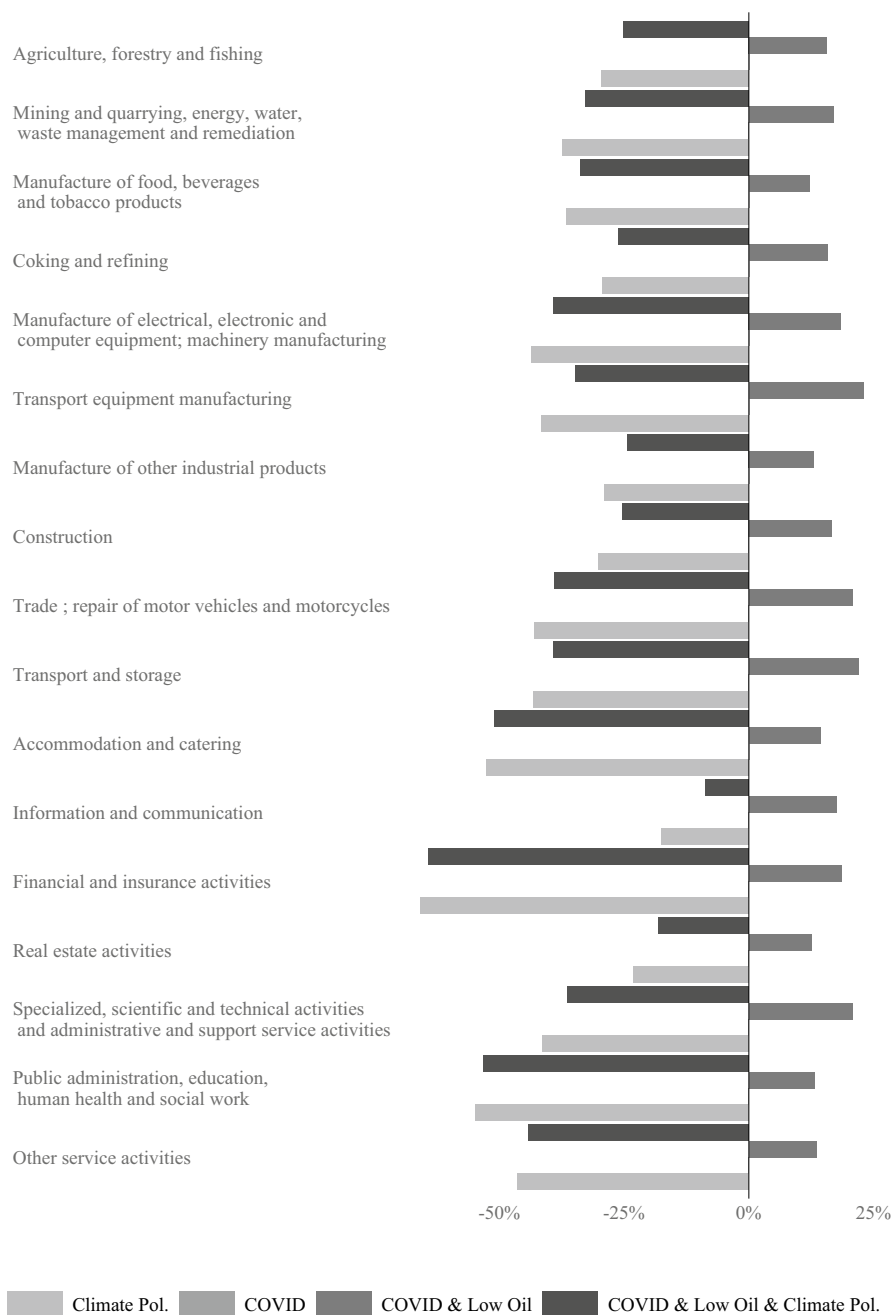 Agriculture, forestry and fishing
Mining and quarrying, energy, water,
waste management and remediation
Manufacture of food, beverages
and tobacco products
Coking and refining
Manufacture of electrical, electronic and
computer equipment; machinery manufacturing
Transport equipment manufacturing
Manufacture of other industrial products
Construction
Trade ; repair of motor vehicles and motorcycles
Transport and storage
Accommodation and catering
Information and communication
Financial and insurance activities
Real estate activities
Specialized, scientific and technical activities
and administrative and support service activities
Public administration, education,
human health and social work
Other service activities
-50% -25% 0% 25%
Climate Pol. COVID COVID & Low Oil COVID & Low Oil & Climate Pol.